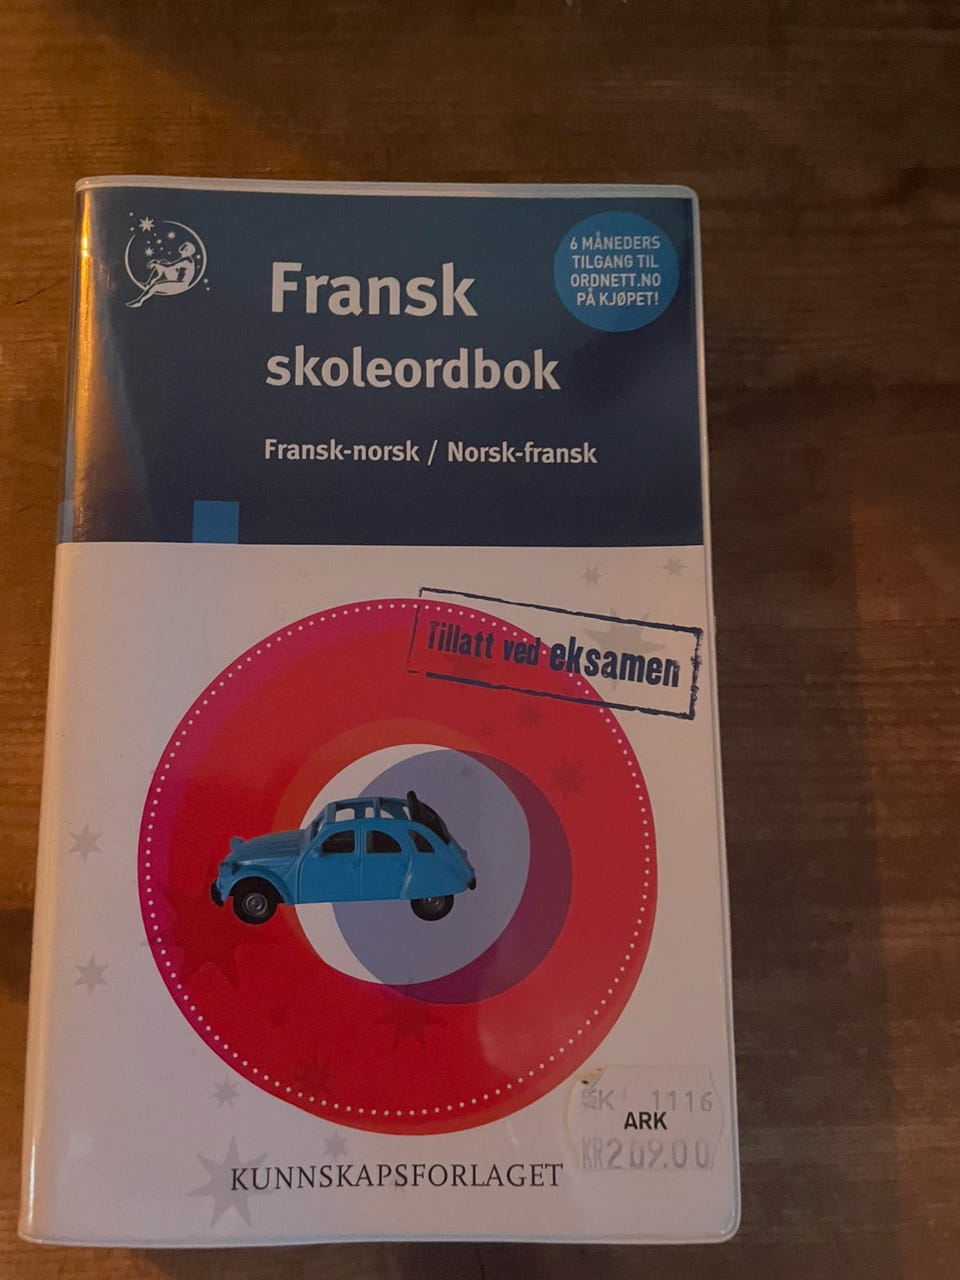 Fransk
skoleordbok
Fransk-norsk / Norsk-fransk
6 MÅNEDERS
TILGANG TIL
ORDNETT.NO
PÅ KJØPET!
Tillatt ved eksamen
1116
ARK
KR209.00
KUNNSKAPSFORLAGET